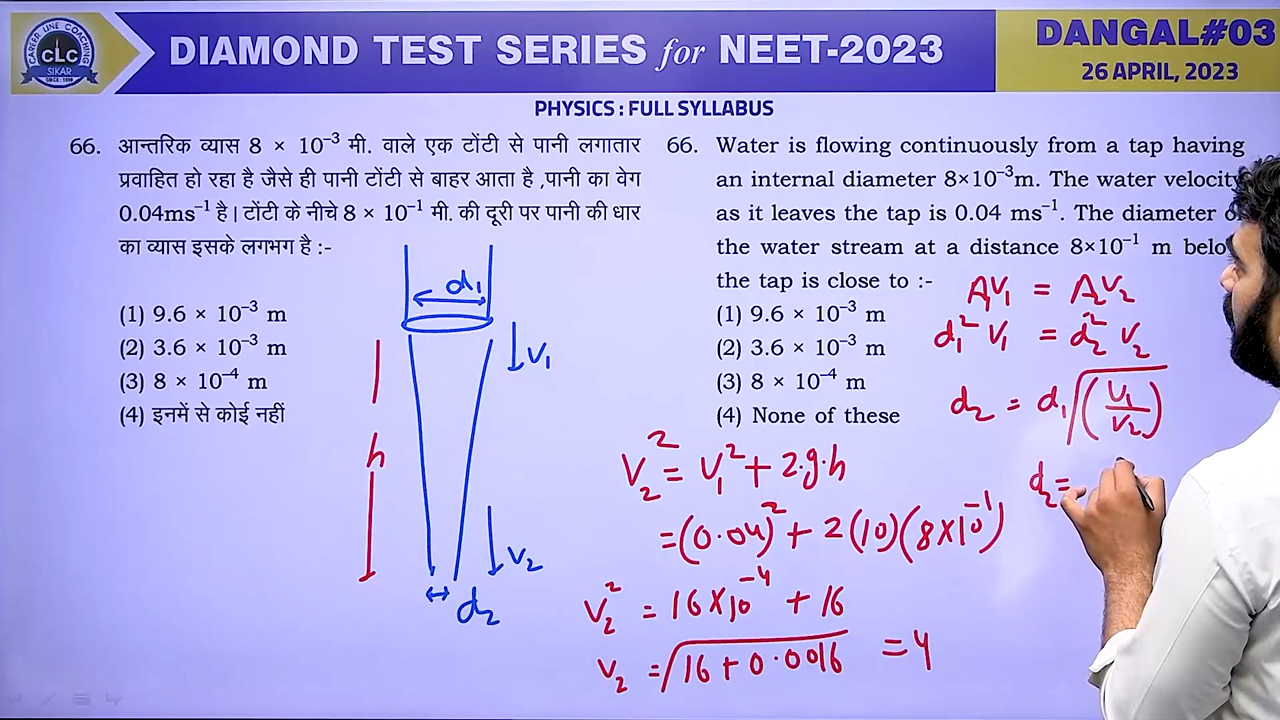 CAREER LINE COACHING
CLC
SIKAR
DIAMOND TEST SERIES for NEET-2023
DANGAL#03
26 APRIL, 2023
PHYSICS : FULL SYLLABUS
66. आन्तरिक व्यास 8 × 10⁻³ मी. वाले एक टोंटी से पानी लगातार
प्रवाहित हो रहा है जैसे ही पानी टोंटी से बाहर आता है ,पानी का वेग
0.04ms⁻¹ है। टोंटी के नीचे 8 × 10⁻¹ मी. की दूरी पर पानी की धार
का व्यास इसके लगभग है :-
(1) 9.6 × 10⁻³ m
(2) 3.6 × 10⁻³ m
(3) 8 × 10⁻⁴ m
(4) इनमें से कोई नहीं
66. Water is flowing continuously from a tap having
an internal diameter 8×10⁻³m. The water velocity
as it leaves the tap is 0.04 ms⁻¹. The diameter o
the water stream at a distance 8×10⁻¹ m belo
the tap is close to :-
(1) 9.6 × 10⁻³ m
(2) 3.6 × 10⁻³ m
(3) 8 × 10⁻⁴ m
(4) None of these
d₁
V₁
h
V₂
d₂
A₁V₁ = A₂V₂
d₁² V₁ = d₂² V₂
d₂ = d₁√(V₁/V₂)
d₂=
V₂² = V₁² + 2.g.h
=(0.04)² + 2(10)(8×10⁻¹)
V₂² = 16×10⁻⁴ + 16
V₂ = √16 + 0.0016 = 4